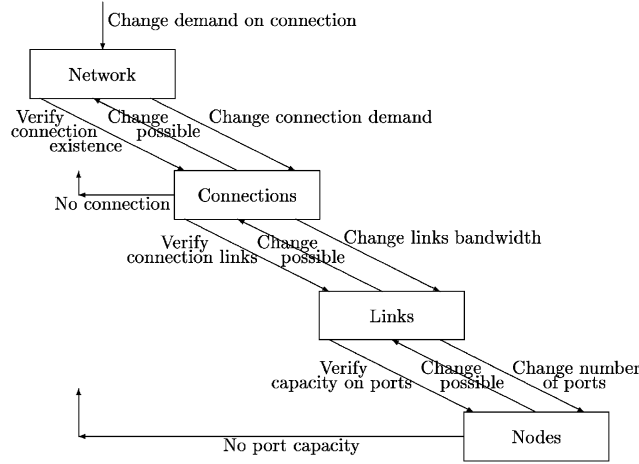 Change demand on connection
Network
Verify
connection
existence
Change
possible
Change connection demand
Connections
No connection
Verify
connection links
Change
possible
Change links bandwidth
Links
Verify
capacity on ports
Change
possible
Change number
of ports
Nodes
No port capacity